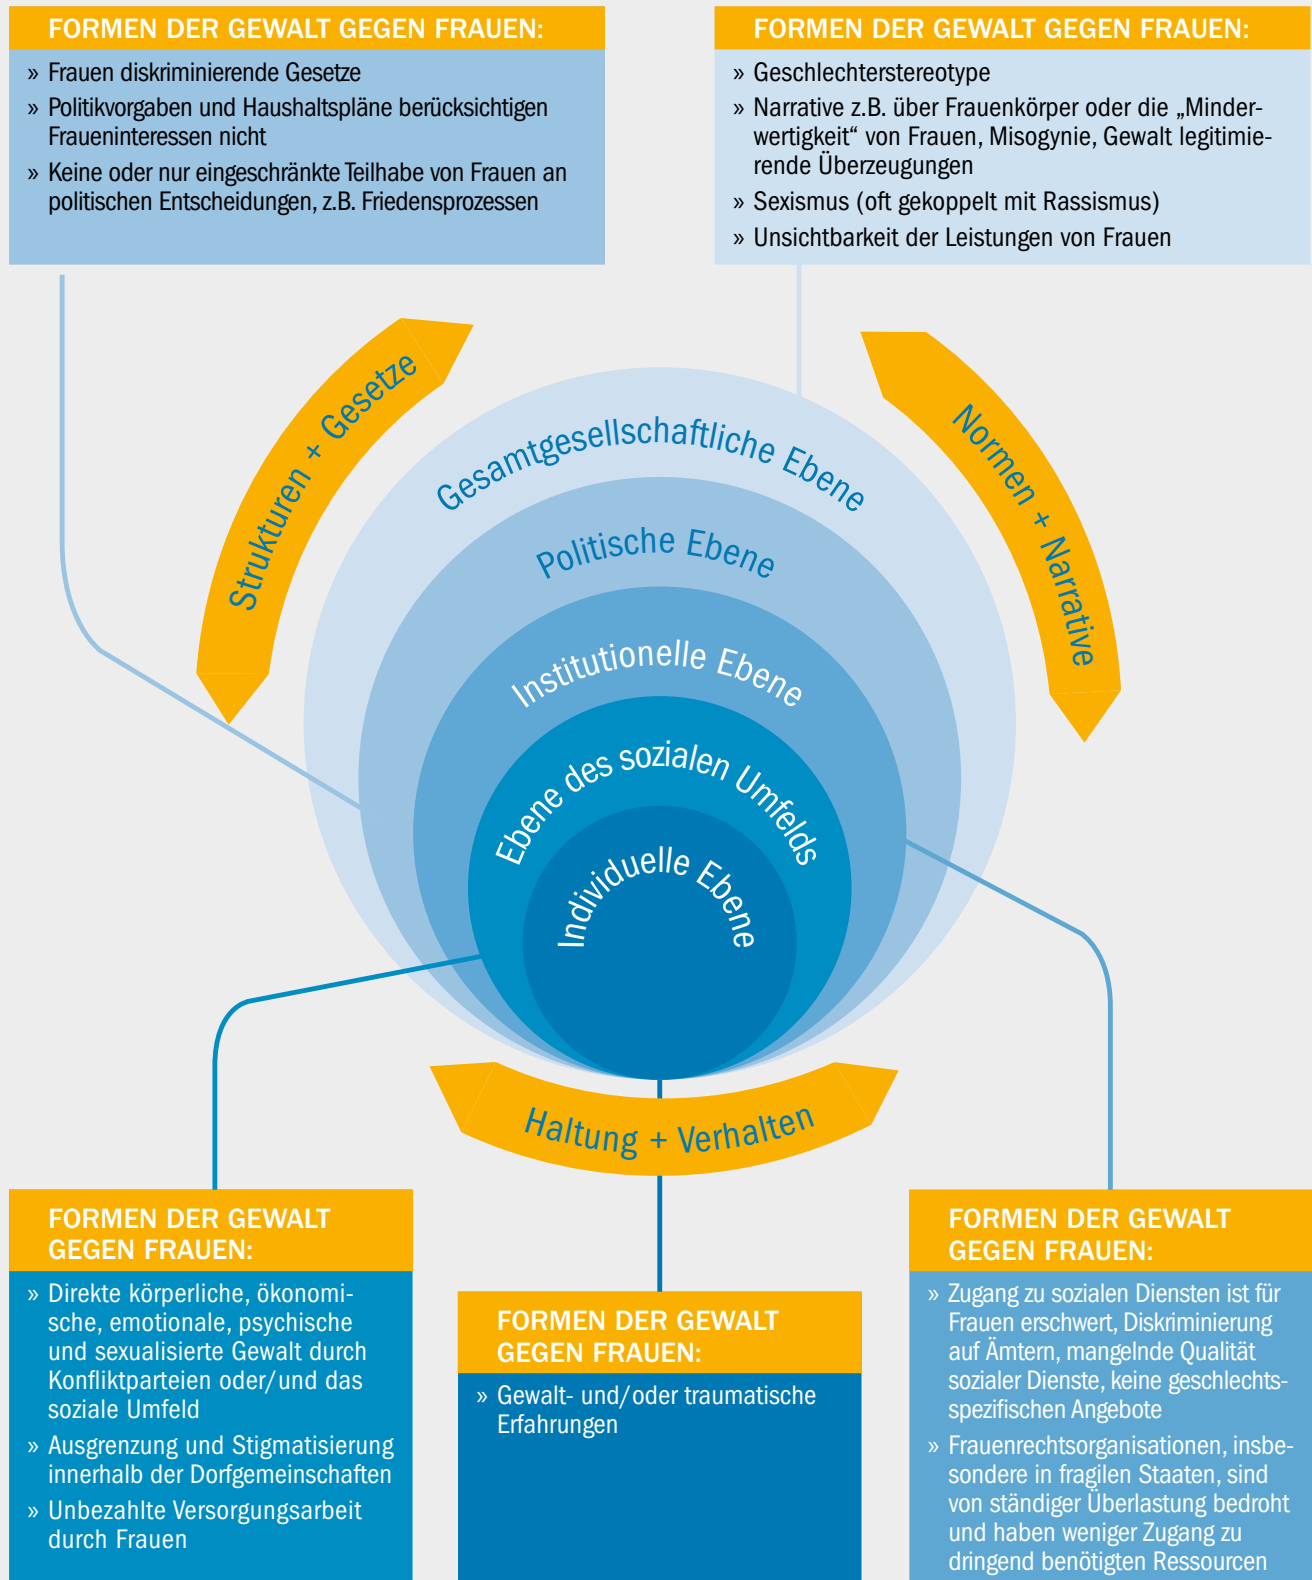 FORMEN DER GEWALT GEGEN FRAUEN:
» Frauen diskriminierende Gesetze
» Politikvorgaben und Haushaltspläne berücksichtigen
Fraueninteressen nicht
» Keine oder nur eingeschränkte Teilhabe von Frauen an
politischen Entscheidungen, z.B. Friedensprozessen
FORMEN DER GEWALT GEGEN FRAUEN:
» Geschlechterstereotype
» Narrative z.B. über Frauenkörper oder die „Minder-
wertigkeit“ von Frauen, Misogynie, Gewalt legitimie-
rende Überzeugungen
» Sexismus (oft gekoppelt mit Rassismus)
» Unsichtbarkeit der Leistungen von Frauen
Strukturen + Gesetze
Normen + Narrative
Gesamtgesellschaftliche Ebene
Politische Ebene
Institutionelle Ebene
Ebene des sozialen Umfelds
Individuelle Ebene
Haltung + Verhalten
FORMEN DER GEWALT
GEGEN FRAUEN:
» Direkte körperliche, ökonomi-
sche, emotionale, psychische
und sexualisierte Gewalt durch
Konfliktparteien oder/und das
soziale Umfeld
» Ausgrenzung und Stigmatisierung
innerhalb der Dorfgemeinschaften
» Unbezahlte Versorgungsarbeit
durch Frauen
FORMEN DER GEWALT
GEGEN FRAUEN:
» Gewalt- und/oder traumatische
Erfahrungen
FORMEN DER GEWALT
GEGEN FRAUEN:
» Zugang zu sozialen Diensten ist für
Frauen erschwert, Diskriminierung
auf Ämtern, mangelnde Qualität
sozialer Dienste, keine geschlechts-
spezifischen Angebote
» Frauenrechtsorganisationen, insbe-
sondere in fragilen Staaten, sind
von ständiger Überlastung bedroht
und haben weniger Zugang zu
dringend benötigten Ressourcen